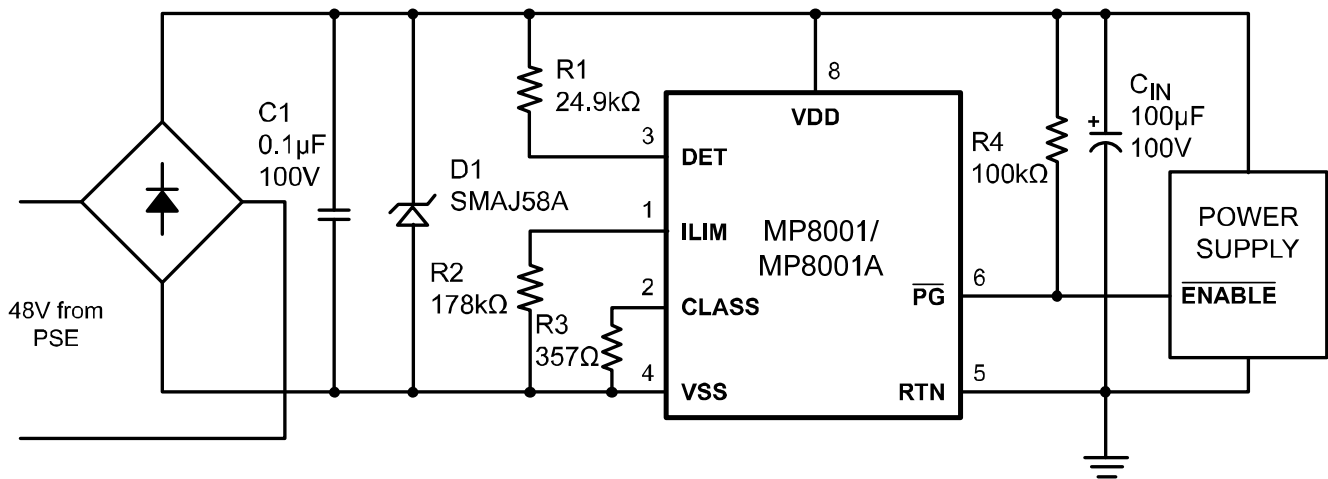 48V from
PSE
C1
0.1µF
100V
D1
SMAJ58A
R1
24.9kΩ
R2
178kΩ
R3
357Ω
3
1
2
4
8
VDD
DET
ILIM
CLASS
VSS
MP8001/
MP8001A
PG
RTN
6
5
R4
100kΩ
+
CIN
100µF
100V
POWER
SUPPLY
ENABLE